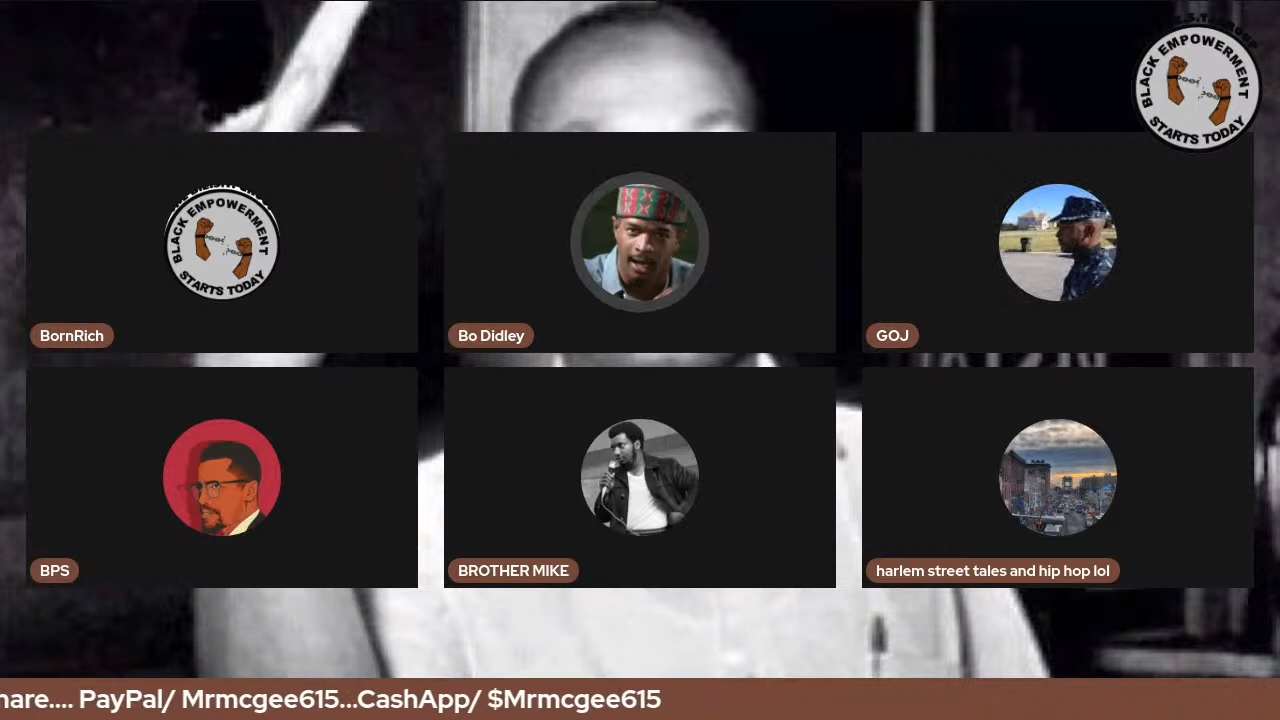 BLACK EMPOWERMENT
STARTS TODAY
BLACK EMPOWERMENT
STARTS TODAY
BornRich
Bo Didley
GOJ
BPS
BROTHER MIKE
harlem street tales and hip hop lol
hare.... PayPal/ Mrmcgee615...CashApp/ $Mrmcgee615